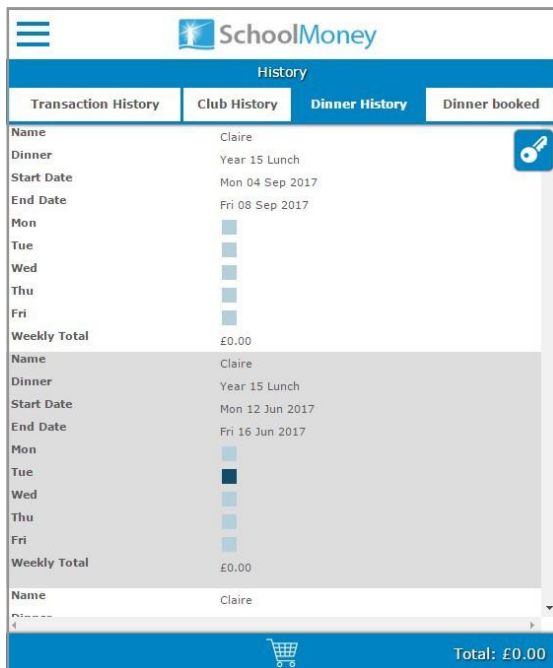 SchoolMoney
History
Transaction History Club History Dinner History Dinner booked
Name Claire
Dinner Year 15 Lunch
Start Date Mon 04 Sep 2017
End Date Fri 08 Sep 2017
Mon
Tue
Wed
Thu
Fri
Weekly Total £0.00
Name Claire
Dinner Year 15 Lunch
Start Date Mon 12 Jun 2017
End Date Fri 16 Jun 2017
Mon
Tue
Wed
Thu
Fri
Weekly Total £0.00
Name Claire
Dinner
Total: £0.00